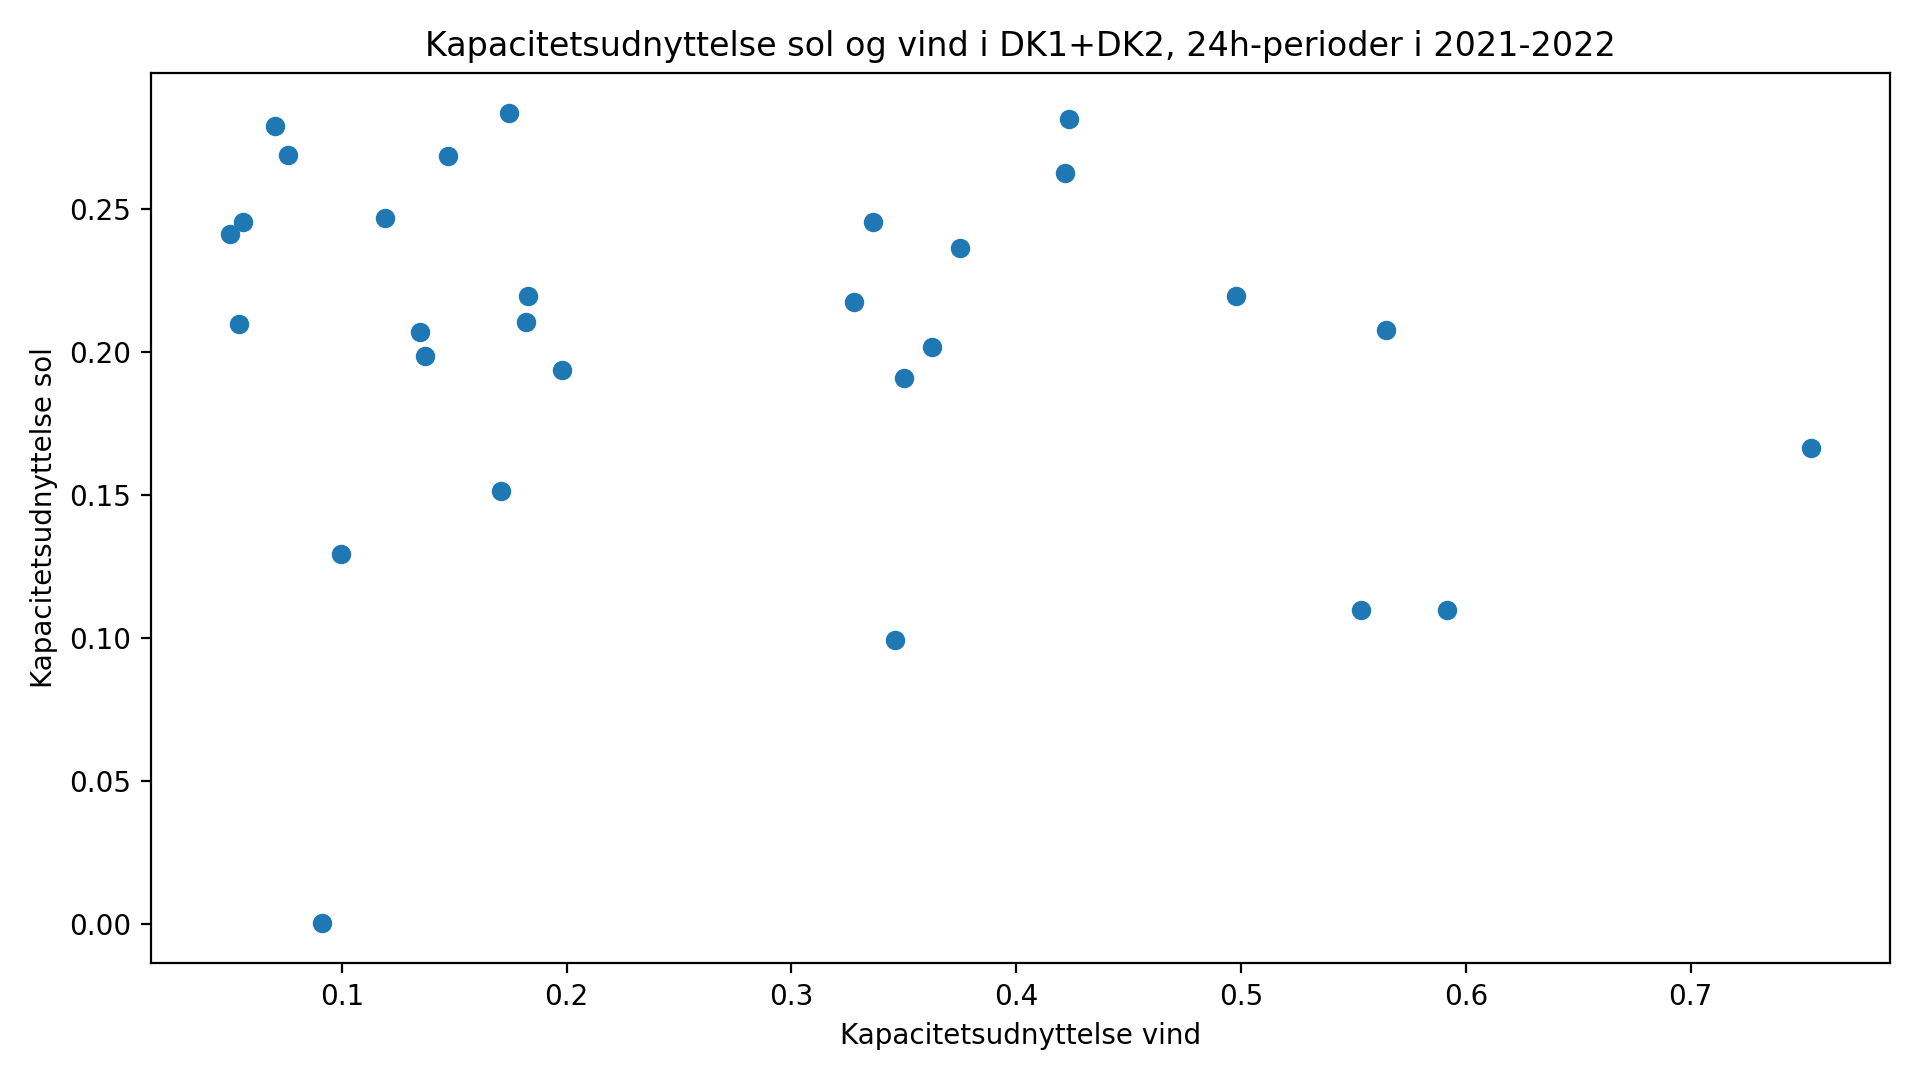 Kapacitetsudnyttelse sol og vind i DK1+DK2, 24h-perioder i 2021-2022
Kapacitetsudnyttelse sol
0.25
0.20
0.15
0.10
0.05
0.00
0.1 0.2 0.3 0.4 0.5 0.6 0.7
Kapacitetsudnyttelse vind